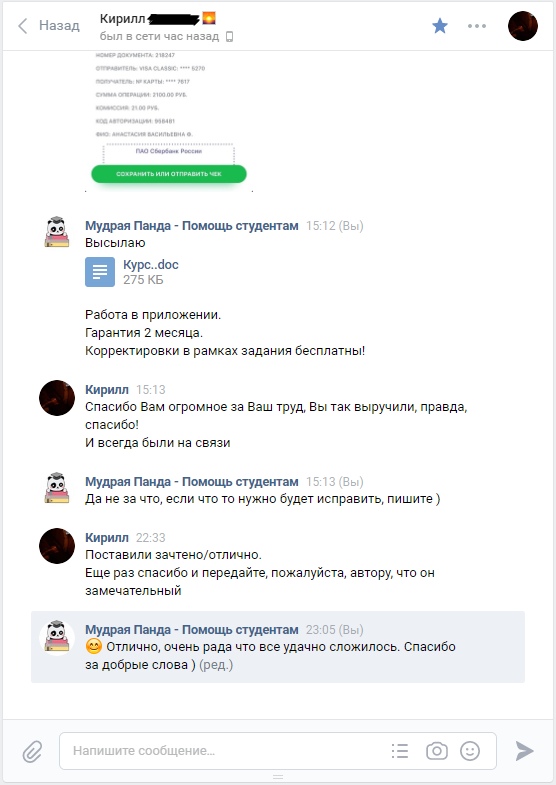 Назад
Кирилл
был в сети час назад
НОМЕР ДОКУМЕНТА: 218247
ОТПРАВИТЕЛЬ: VISA CLASSIC: **** 5270
ПОЛУЧАТЕЛЬ: № КАРТЫ: **** 7617
СУММА ОПЕРАЦИИ: 2100.00 РУБ.
КОМИССИЯ: 21.00 РУБ.
КОД АВТОРИЗАЦИИ: 958481
ФИО: АНАСТАСИЯ ВАСИЛЬЕВНА Ф.
ПАО Сбербанк России
СОХРАНИТЬ ИЛИ ОТПРАВИТЬ ЧЕК
Мудрая Панда - Помощь студентам 15:12 (Вы)
Высылаю
Курс..doc
275 КБ
Работа в приложении.
Гарантия 2 месяца.
Корректировки в рамках задания бесплатны!
Кирилл 15:13
Спасибо Вам огромное за Ваш труд, Вы так выручили, правда,
спасибо!
И всегда были на связи
Мудрая Панда - Помощь студентам 15:13 (Вы)
Да не за что, если что то нужно будет исправить, пишите )
Кирилл 22:33
Поставили зачтено/отлично.
Еще раз спасибо и передайте, пожалуйста, автору, что он
замечательный
Мудрая Панда - Помощь студентам 23:05 (Вы)
😊 Отлично, очень рада что все удачно сложилось. Спасибо
за добрые слова ) (ред.)
Напишите сообщение...